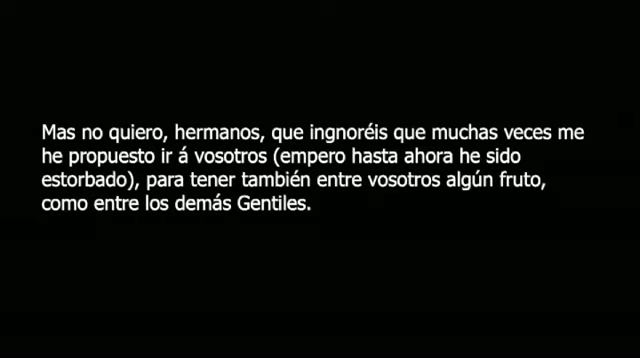 Mas no quiero, hermanos, que ingnoréis que muchas veces me
he propuesto ir á vosotros (empero hasta ahora he sido
estorbado), para tener también entre vosotros algún fruto,
como entre los demás Gentiles.